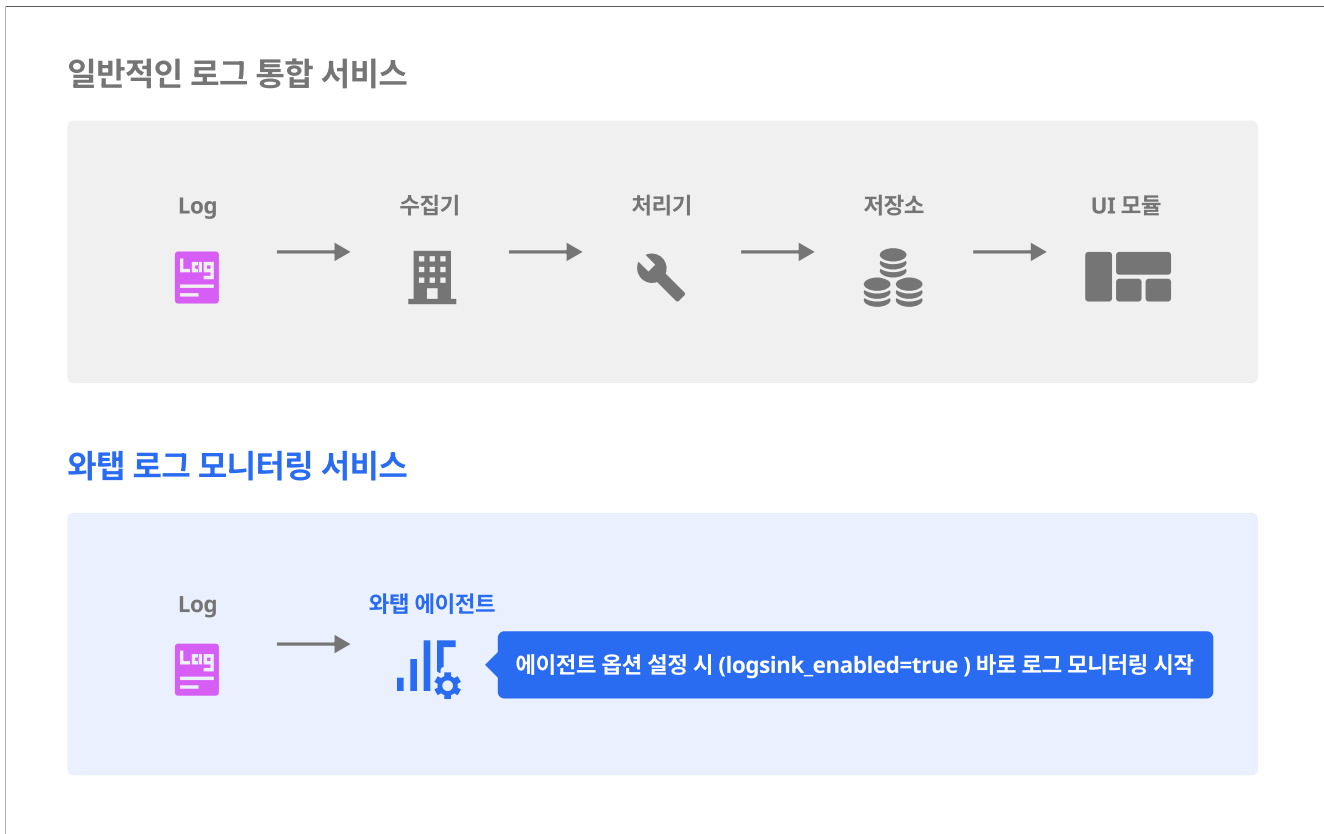 일반적인 로그 통합 서비스
Log 수집기 처리기 저장소 UI 모듈
Log
와탭 로그 모니터링 서비스
Log 와탭 에이전트
Log
에이전트 옵션 설정 시 (logsink_enabled=true ) 바로 로그 모니터링 시작